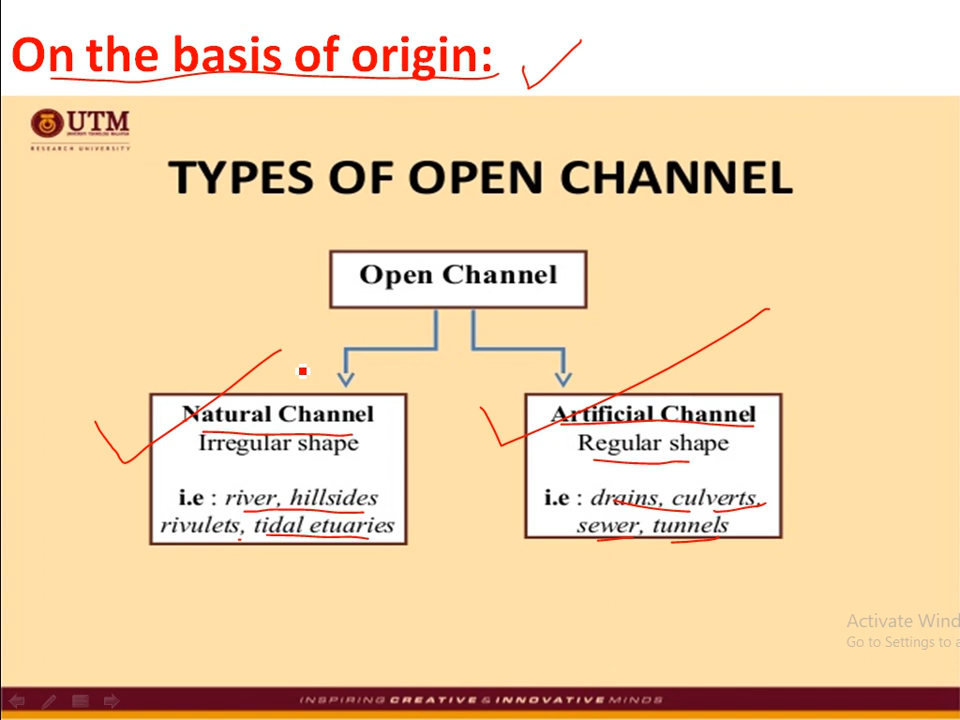 On the basis of origin:
UTM
UNIVERSITI TEKNOLOGI MALAYSIA
RESEARCH UNIVERSITY
TYPES OF OPEN CHANNEL
Open Channel
Natural Channel
Irregular shape
i.e : river, hillsides
rivulets, tidal etuaries
Artificial Channel
Regular shape
i.e : drains, culverts,
sewer, tunnels
Activate Wind
Go to Settings to a
INSPIRING CREATIVE & INNOVATIVE MINDS